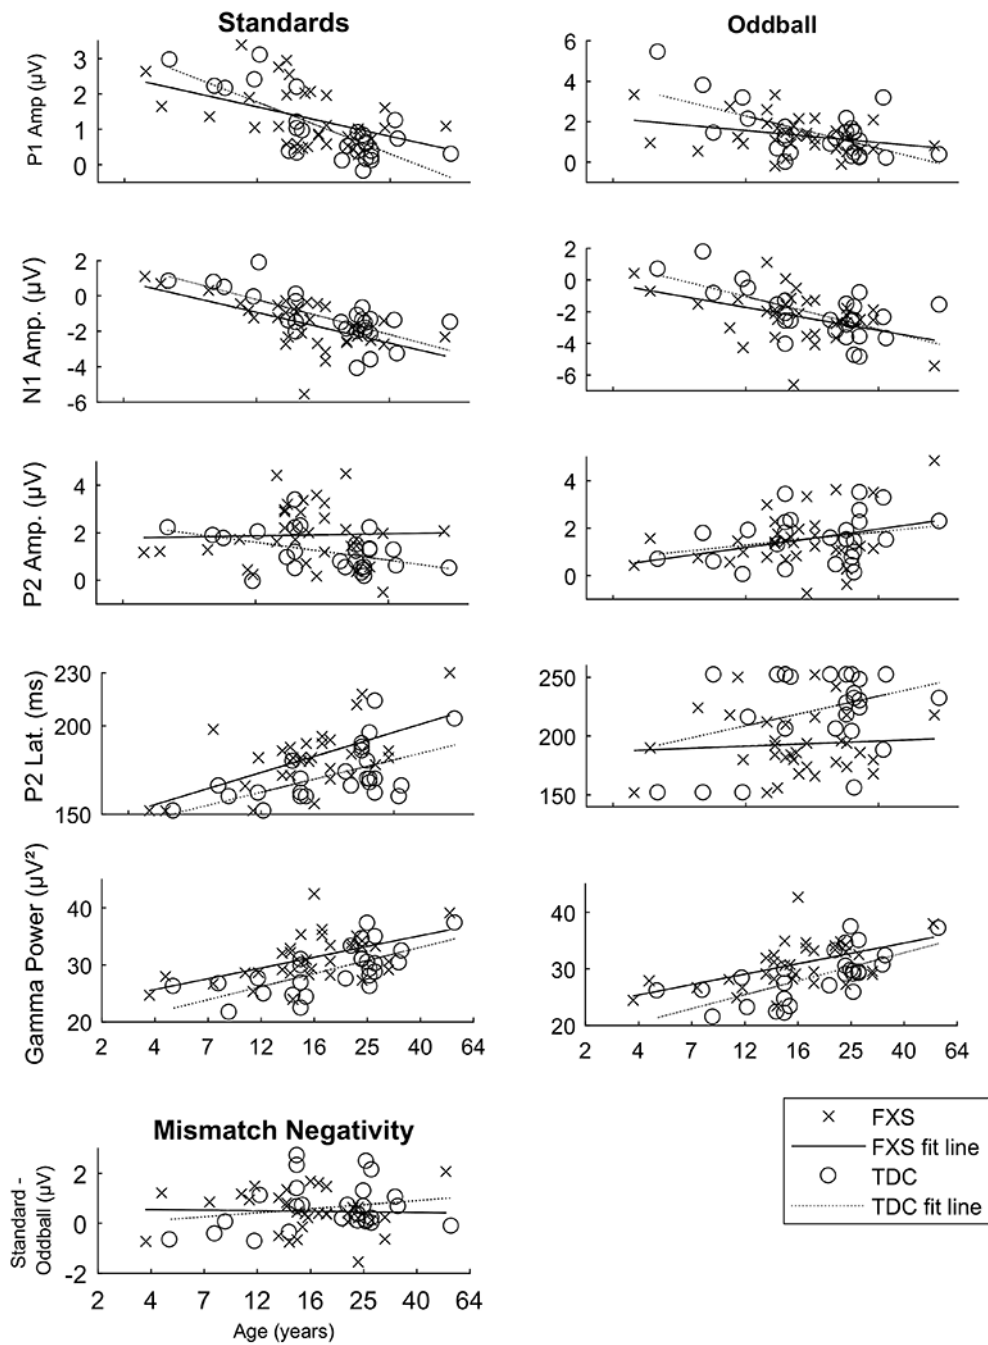 Standards
Oddball
P1 Amp (µV)
3
2
1
0
6
4
2
0
N1 Amp. (µV)
2
0
-2
-4
-6
2
0
-2
-4
-6
P2 Amp. (µV)
4
2
0
4
2
0
P2 Lat. (ms)
230
200
150
250
200
150
Gamma Power (µV²)
40
30
20
40
30
20
2 4 7 12 16 25 40 64
2 4 7 12 16 25 40 64
Mismatch Negativity
Standard -
Oddball (µV)
2
0
-2
2 4 7 12 16 25 40 64
Age (years)
FXS
FXS fit line
TDC
TDC fit line